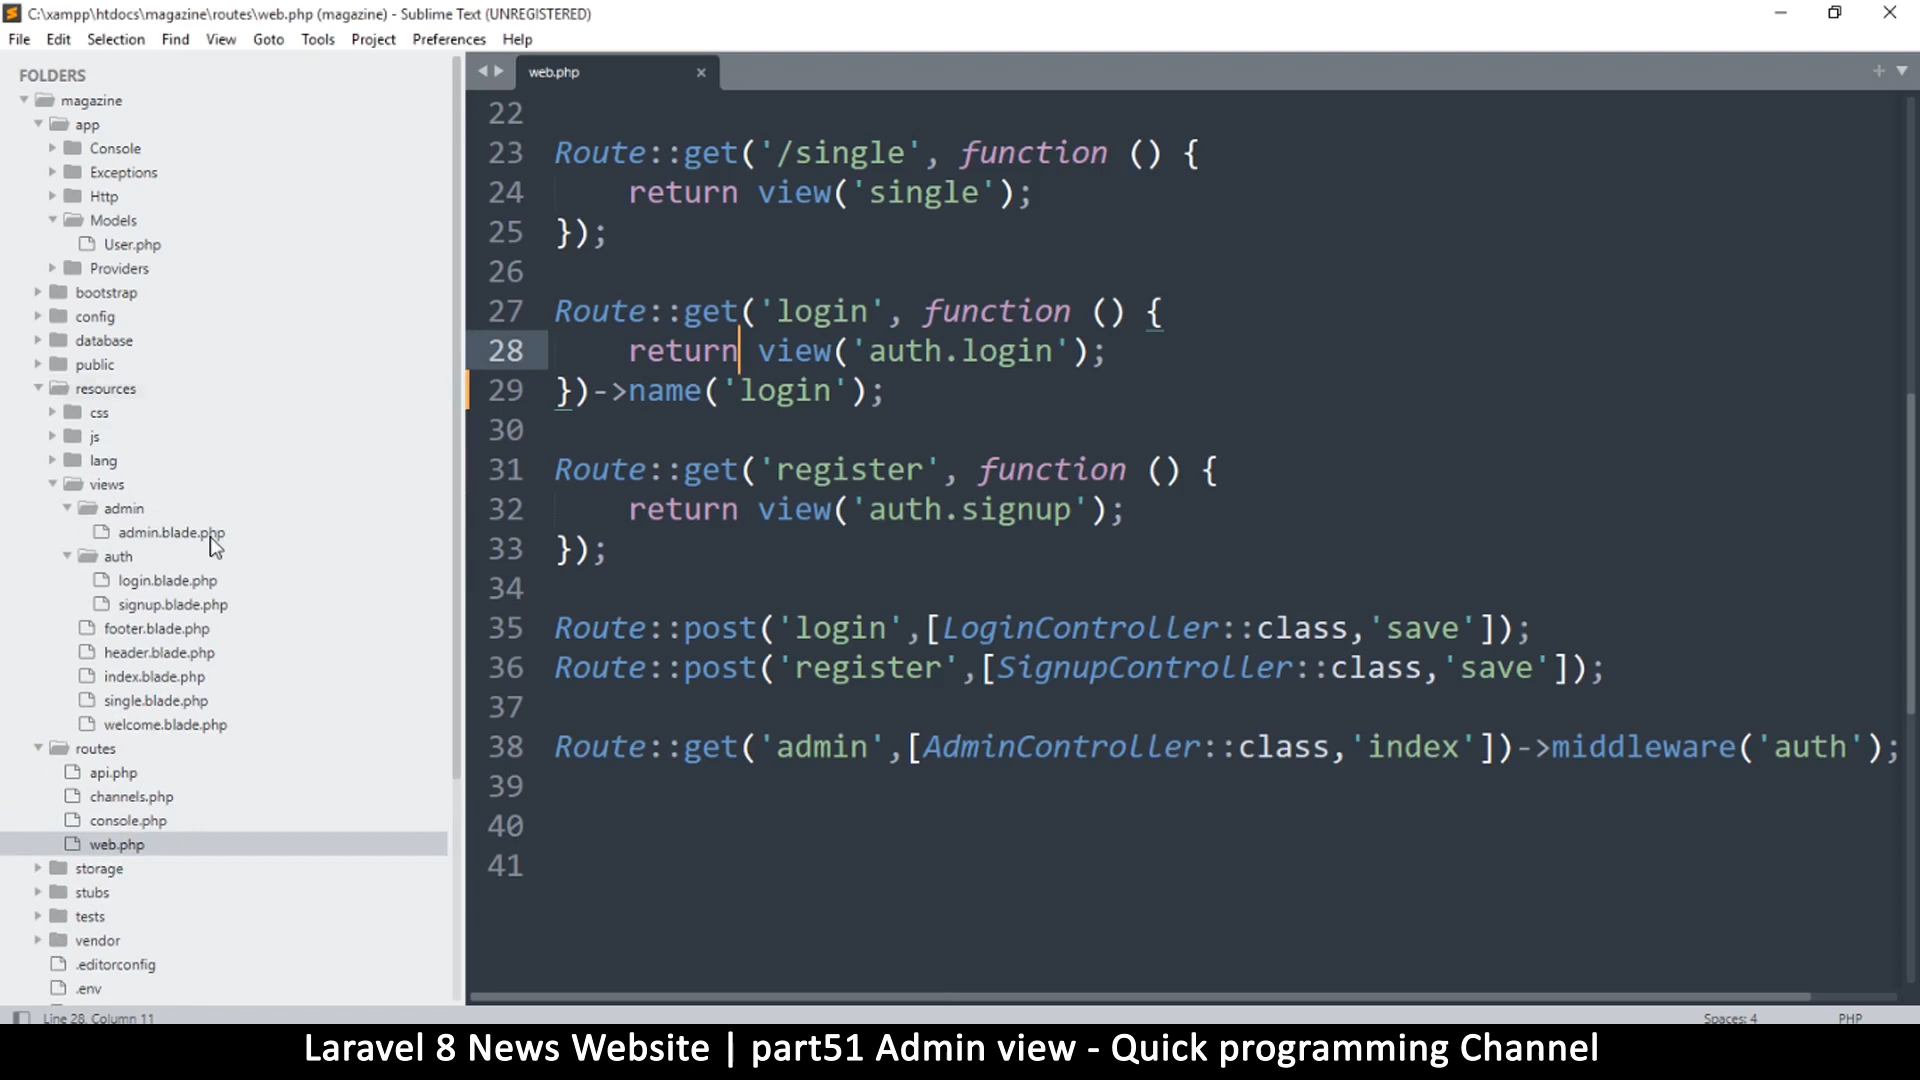 C:\xampp\htdocs\magazine\routes\web.php (magazine) - Sublime Text (UNREGISTERED)
File Edit Selection Find View Goto Tools Project Preferences Help
FOLDERS
magazine
app
Console
Exceptions
Http
Models
User.php
Providers
bootstrap
config
database
public
resources
css
js
lang
views
admin
admin.blade.php
auth
login.blade.php
signup.blade.php
footer.blade.php
header.blade.php
index.blade.php
single.blade.php
welcome.blade.php
routes
api.php
channels.php
console.php
web.php
storage
stubs
tests
vendor
.editorconfig
.env
web.php
22
23 Route::get('/single', function () {
24     return view('single');
25 });
26
27 Route::get('login', function () {
28     return view('auth.login');
29 })->name('login');
30
31 Route::get('register', function () {
32     return view('auth.signup');
33 });
34
35 Route::post('login',[LoginController::class,'save']);
36 Route::post('register',[SignupController::class,'save']);
37
38 Route::get('admin',[AdminController::class,'index'])->middleware('auth');
39
40
41
Line 28, Column 11 Spaces: 4 PHP
Laravel 8 News Website | part51 Admin view - Quick programming Channel